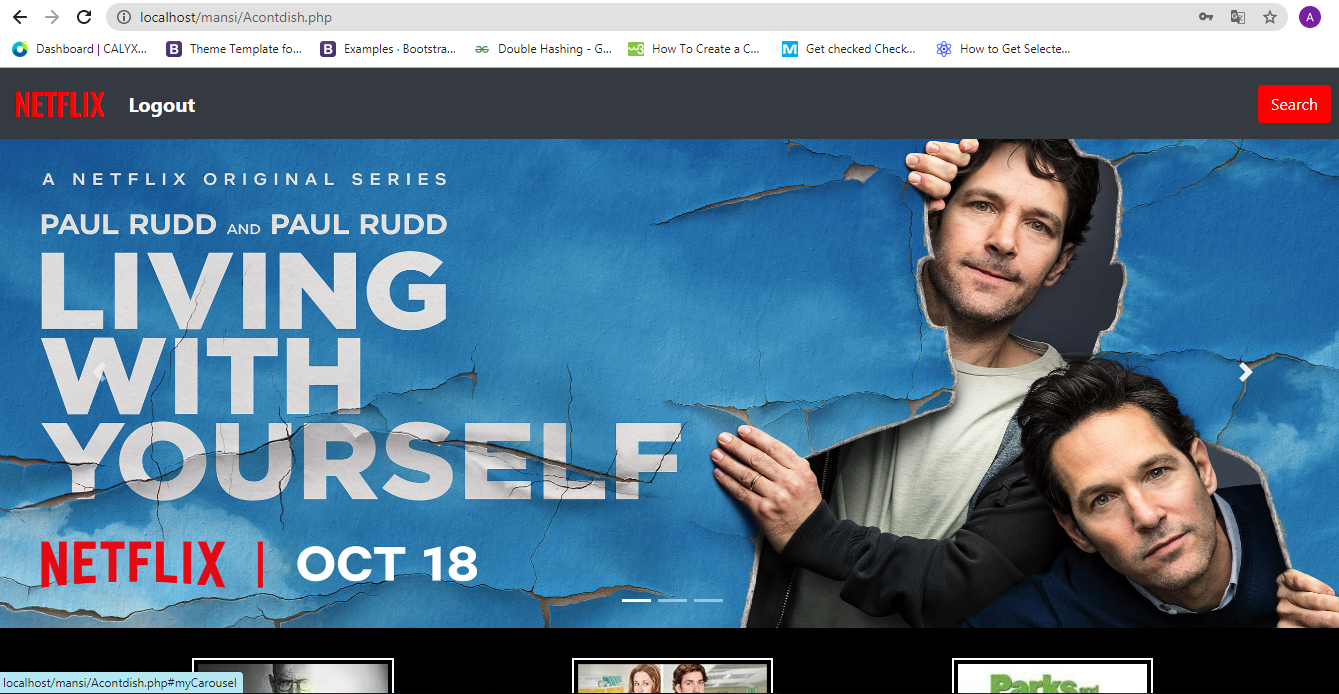 localhost/mansi/Acontdish.php
A
Dashboard | CALYX...
Theme Template fo...
Examples · Bootstra...
Double Hashing - G...
How To Create a C...
Get checked Check...
How to Get Selecte...
NETFLIX
Logout
Search
A NETFLIX ORIGINAL SERIES
PAUL RUDD AND PAUL RUDD
LIVING
WITH
YOURSELF
NETFLIX | OCT 18
Parks and
localhost/mansi/Acontdish.php#myCarousel